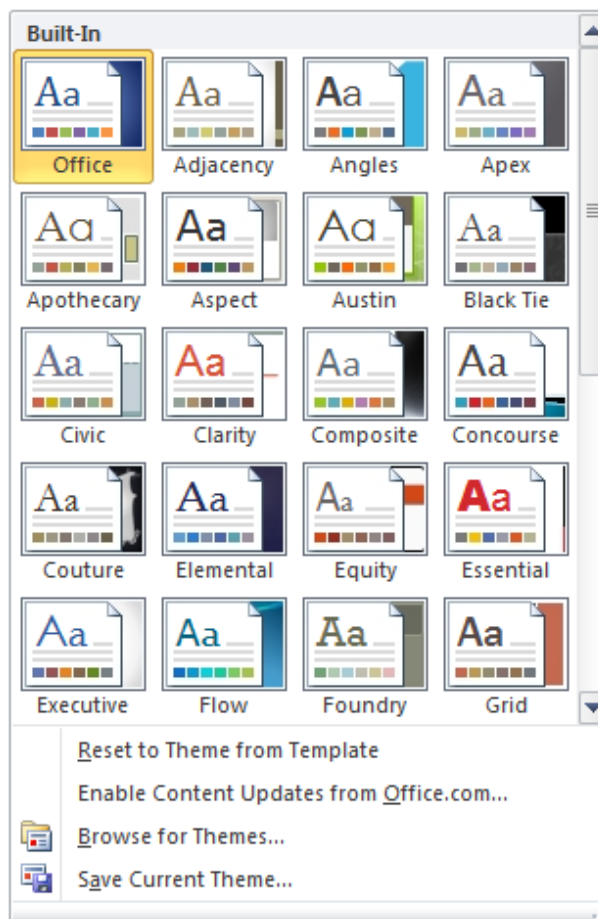 Built-In
Aa Aa Aa Aa
Office Adjacency Angles Apex
Aa Aa Aa Aa
Apothecary Aspect Austin Black Tie
Aa Aa Aa Aa
Civic Clarity Composite Concourse
Aa Aa Aa Aa
Couture Elemental Equity Essential
Aa Aa Aa Aa
Executive Flow Foundry Grid
Reset to Theme from Template
Enable Content Updates from Office.com...
Browse for Themes...
Save Current Theme...